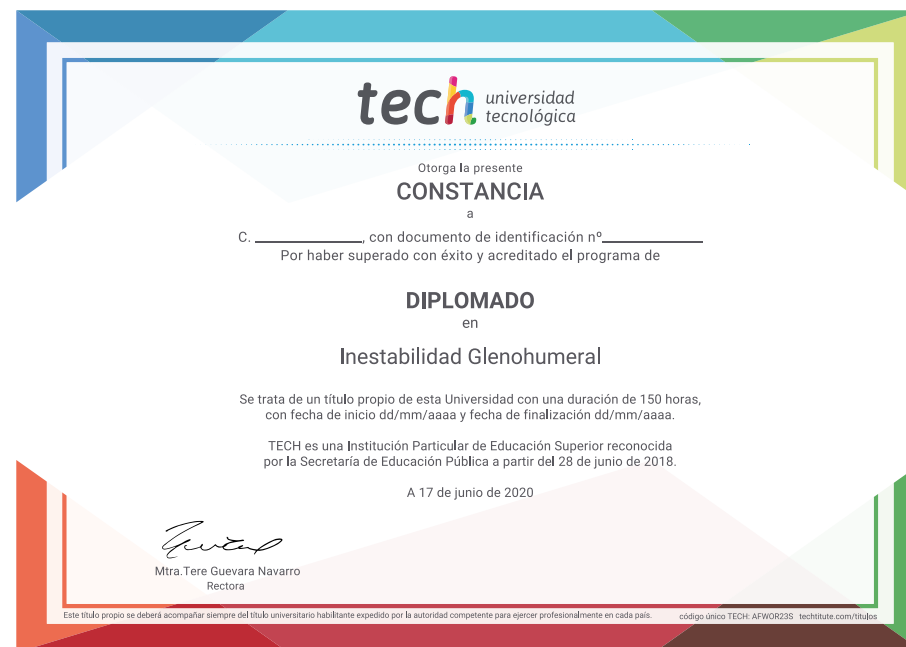 tech universidad
tecnológica
Otorga la presente
CONSTANCIA
a
C. ____________, con documento de identificación nº____________
Por haber superado con éxito y acreditado el programa de
DIPLOMADO
en
Inestabilidad Glenohumeral
Se trata de un título propio de esta Universidad con una duración de 150 horas,
con fecha de inicio dd/mm/aaaa y fecha de finalización dd/mm/aaaa.
TECH es una Institución Particular de Educación Superior reconocida
por la Secretaría de Educación Pública a partir del 28 de junio de 2018.
A 17 de junio de 2020
Mtra.Tere Guevara Navarro
Rectora
Este título propio se deberá acompañar siempre del título universitario habilitante expedido por la autoridad competente para ejercer profesionalmente en cada país. código único TECH: AFWOR23S techtitute.com/titulos